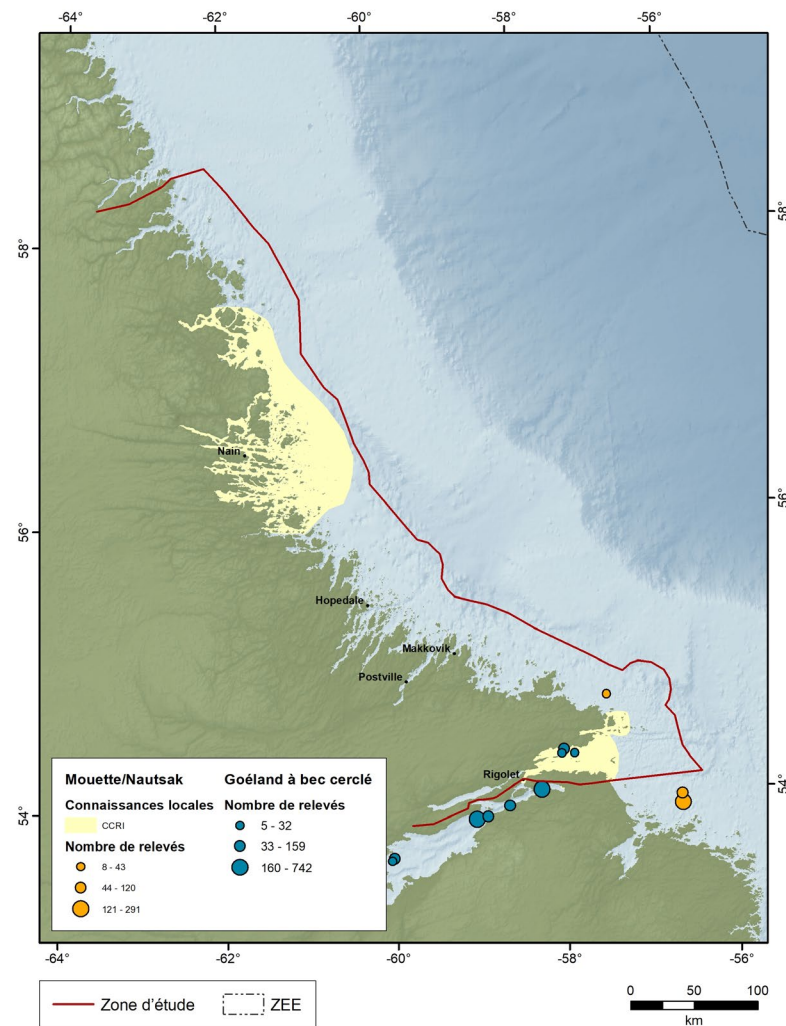 -64° -62° -60° -58° -56°
58°
58°
Nain
56°
56°
Hopedale
Makkovik
Postville
Rigolet
54°
54°
Mouette/Nautsak
Connaissances locales
CCRI
Nombre de relevés
8 - 43
44 - 120
121 - 291
Goéland à bec cerclé
Nombre de relevés
5 - 32
33 - 159
160 - 742
-64° -62° -60° -58° -56°
Zone d'étude ZEE
0 50 100
km